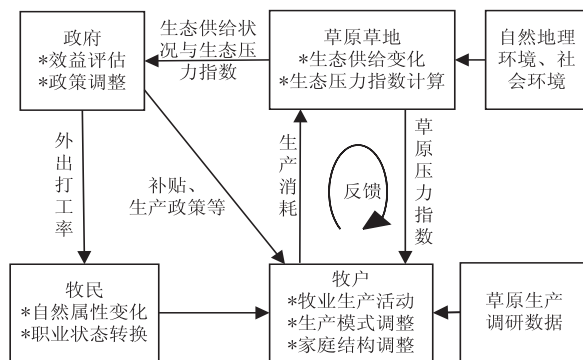 政府
*效益评估
*政策调整
生态供给状
况与生态压
力指数
草原草地
*生态供给变化
*生态压力指数计算
自然地理
环境、社
会环境
外出打工率
补贴、
生产政策等
生产消耗
反馈
草原压力指数
牧民
*自然属性变化
*职业状态转换
牧户
*牧业生产活动
*生产模式调整
*家庭结构调整
草原生产
调研数据